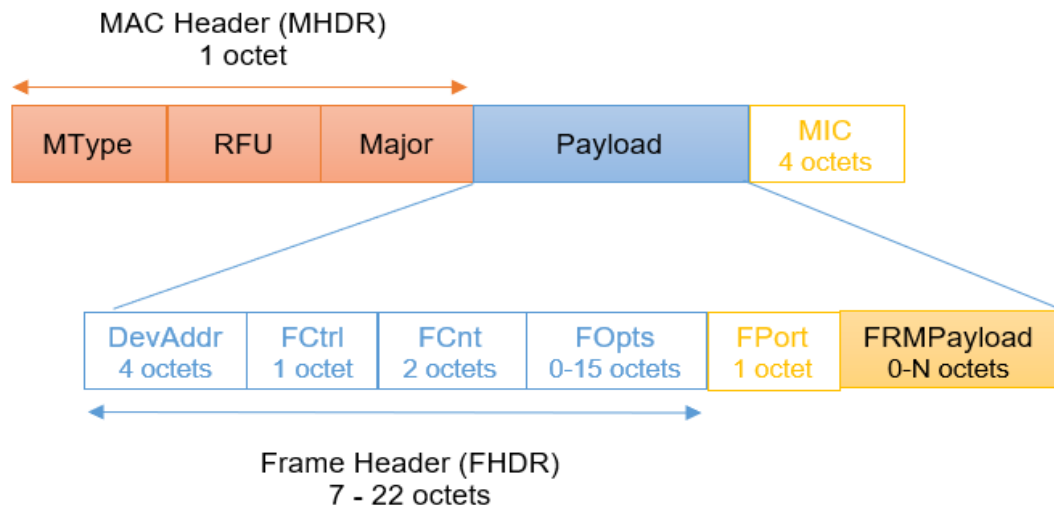 MAC Header (MHDR)
1 octet
MType
RFU
Major
Payload
MIC
4 octets
DevAddr
4 octets
FCtrl
1 octet
FCnt
2 octets
FOpts
0-15 octets
FPort
1 octet
FRMPayload
0-N octets
Frame Header (FHDR)
7 - 22 octets